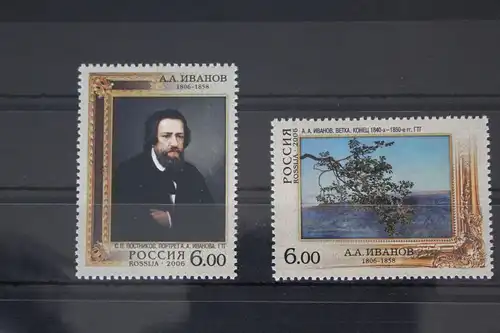 А.А. ИВАНОВ
1806-1858
С. П. ПОСТНИКОВ. ПОРТРЕТ А. А. ИВАНОВА. ГТГ
РОССИЯ
ROSSIJA · 2006
6.00
А. А. ИВАНОВ. ВЕТКА. КОНЕЦ 1840-х – 1850-е гг. ГТГ
РОССИЯ
ROSSIJA · 2006
6.00
А.А. ИВАНОВ
1806-1858